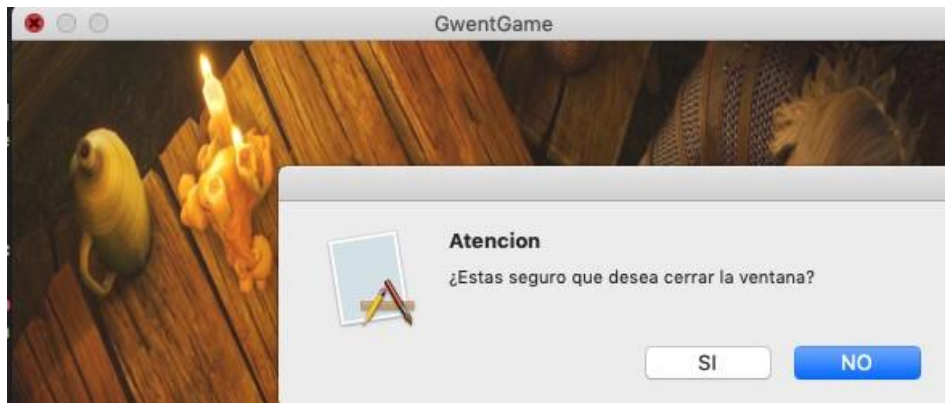 GwentGame
Atencion
¿Estas seguro que desea cerrar la ventana?
SI
NO